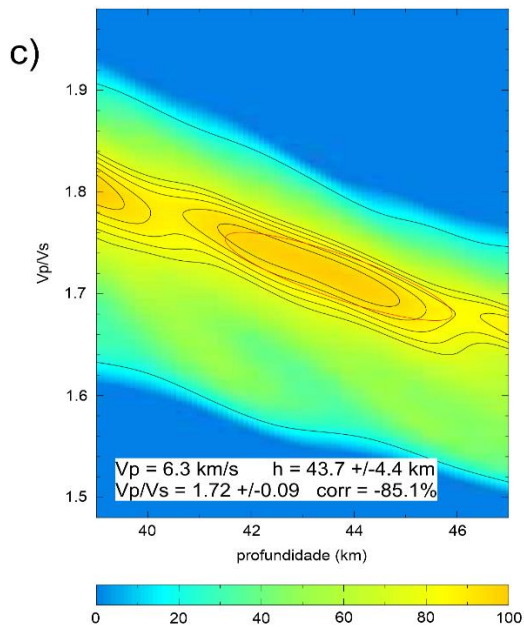 c)
1.9
1.8
1.7
1.6
1.5
Vp/Vs
Vp = 6.3 km/s h = 43.7 +/-4.4 km
Vp/Vs = 1.72 +/-0.09 corr = -85.1%
40 42 44 46
profundidade (km)
0 20 40 60 80 100